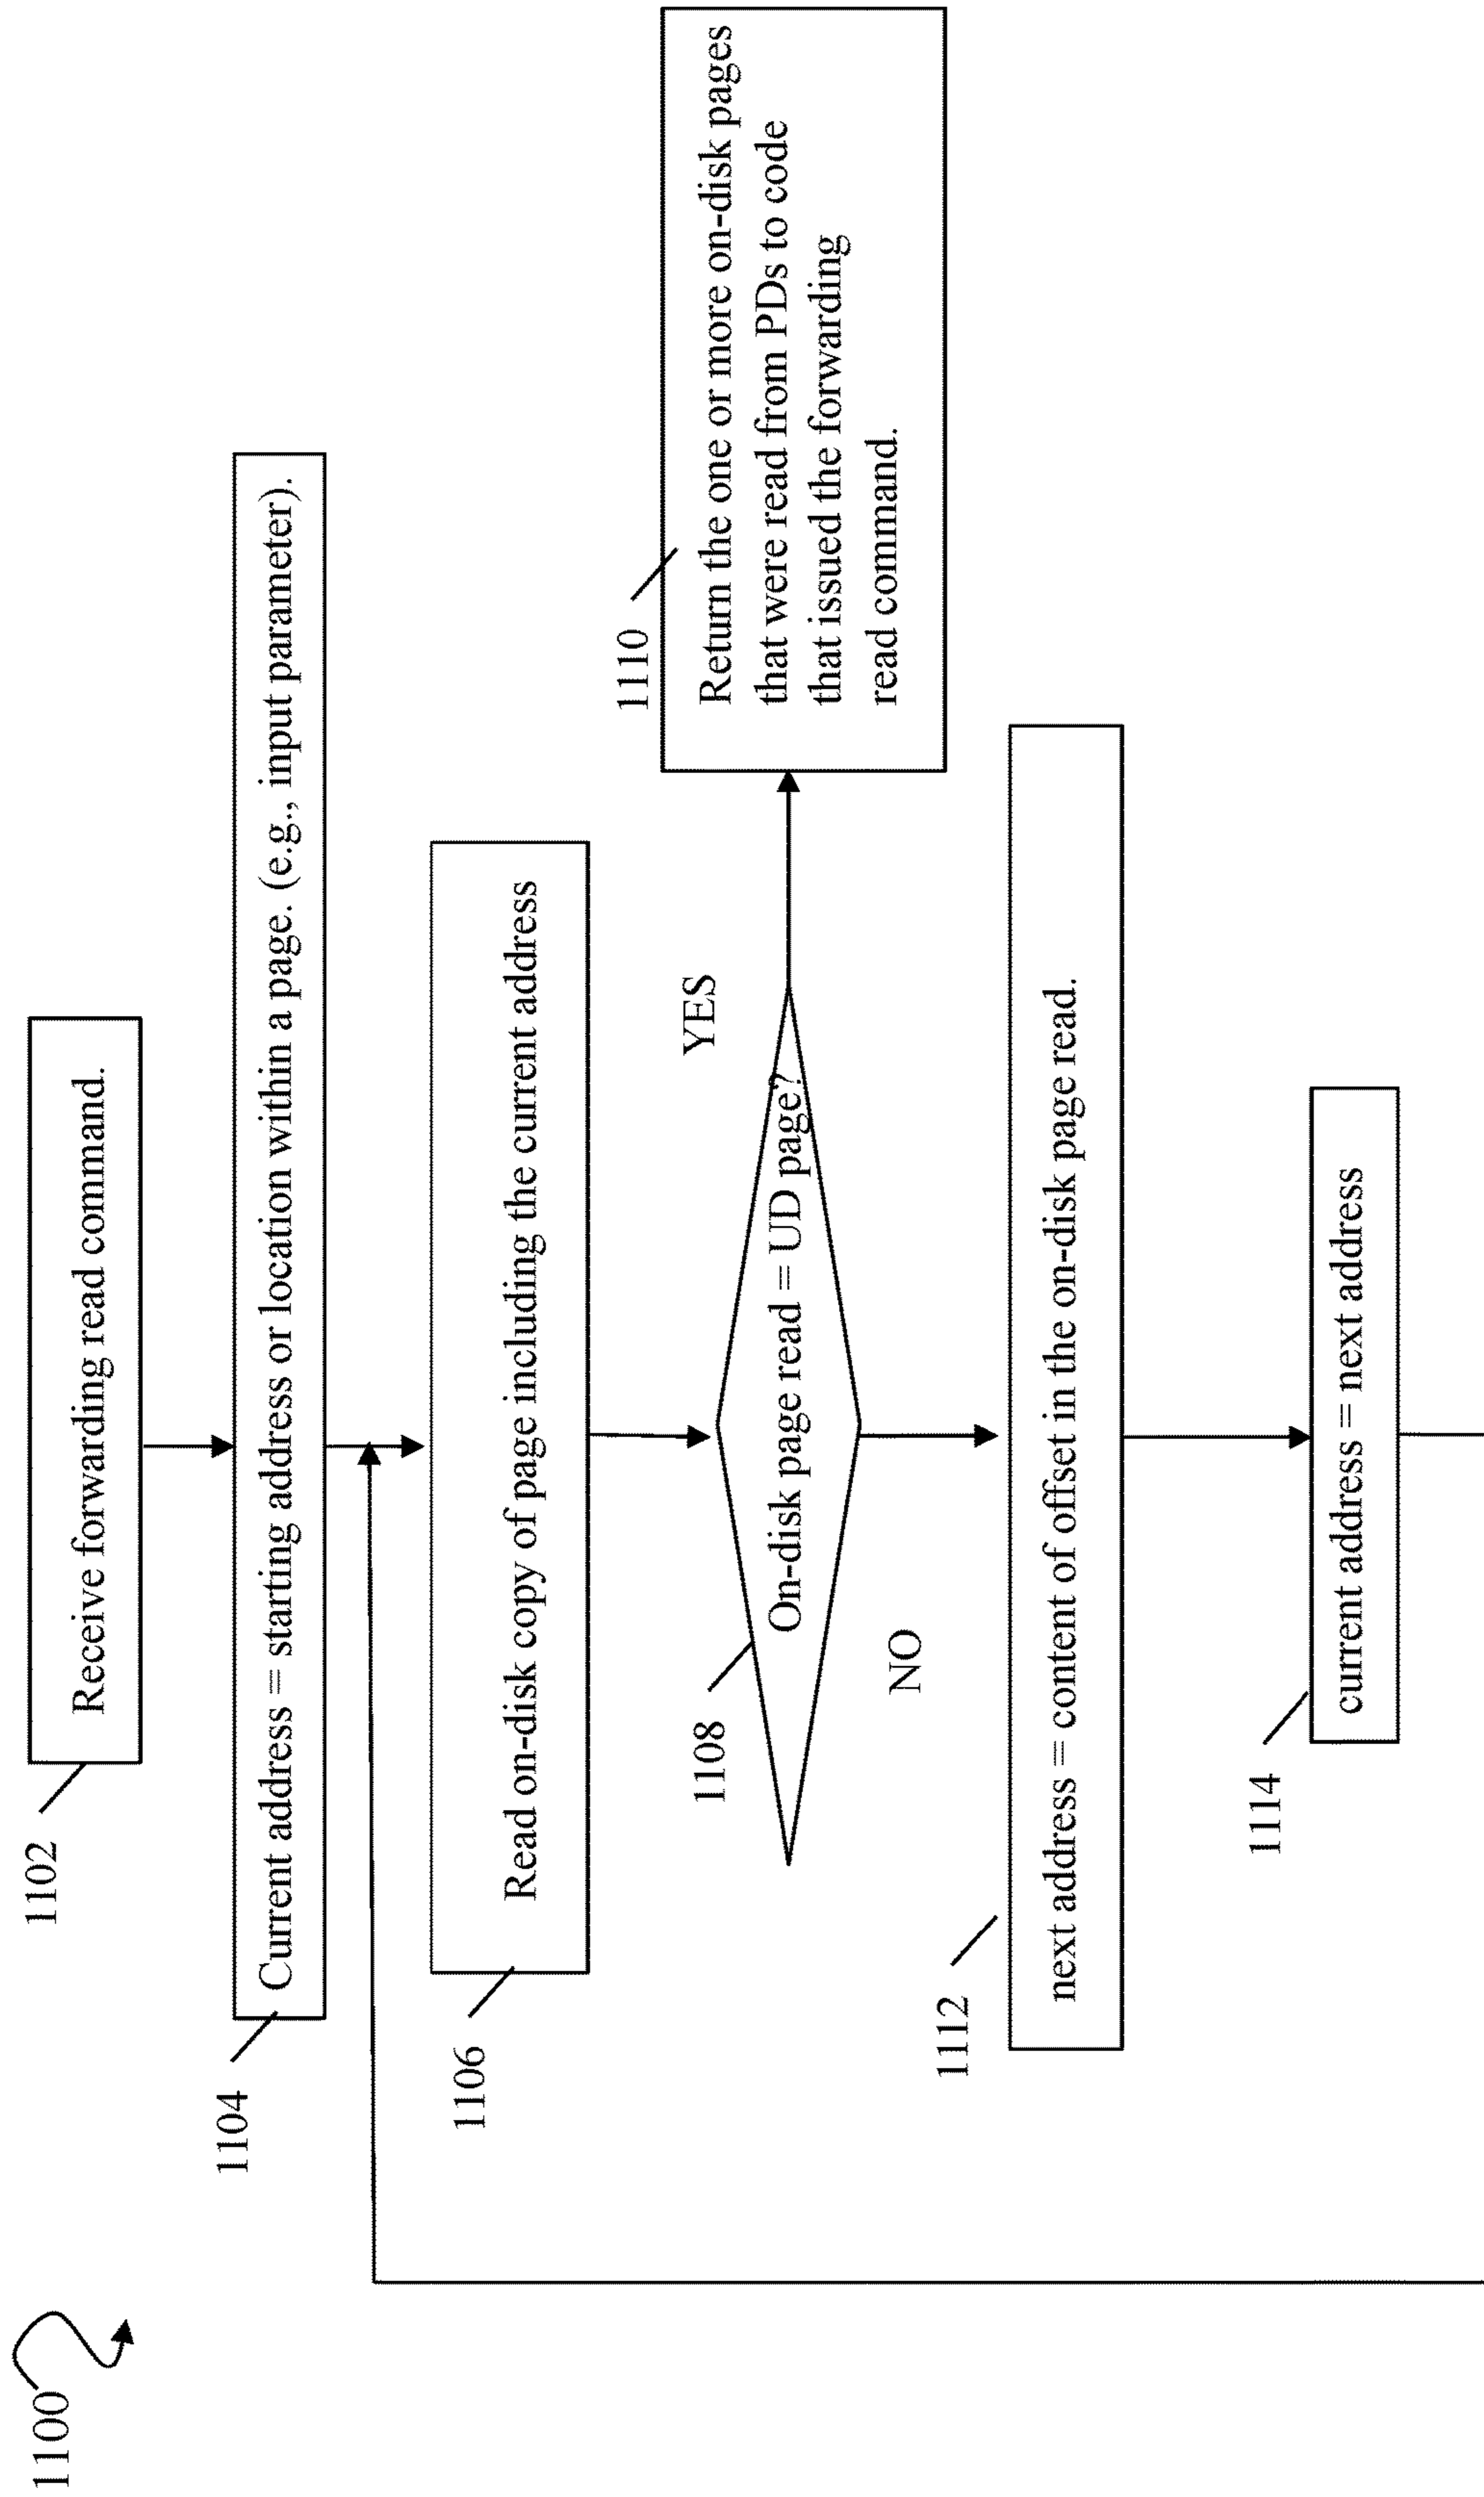 1100
1102
Receive forwarding read command.
1104
Current address = starting address or location within a page. (e.g., input parameter).
1106
Read on-disk copy of page including the current address
1108
On-disk page read = UD page?
YES
1110
Return the one or more on-disk pages
that were read from PDs to code
that issued the forwarding
read command.
NO
1112
next address = content of offset in the on-disk page read.
1114
current address = next address